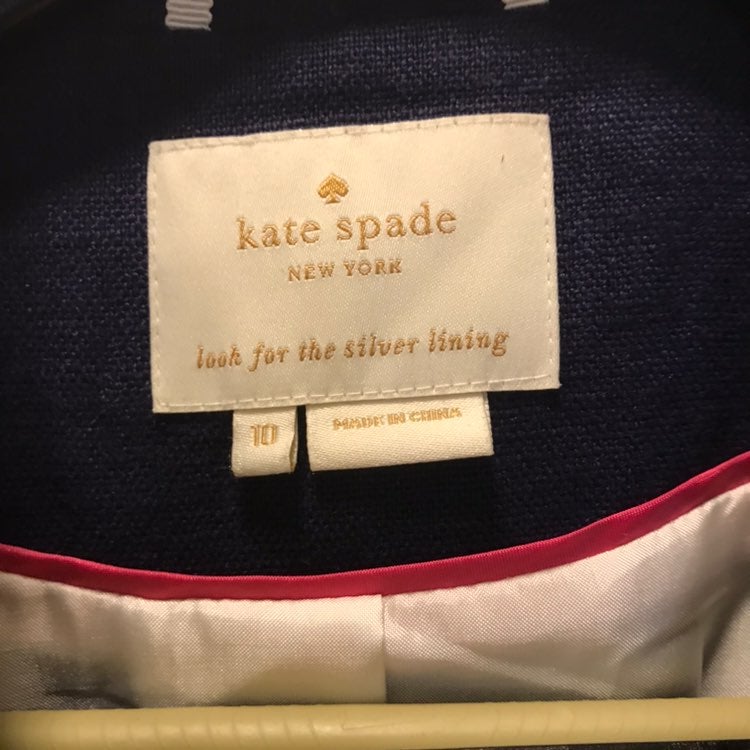 kate spade
NEW YORK
look for the silver lining
10
MADE IN CHINA